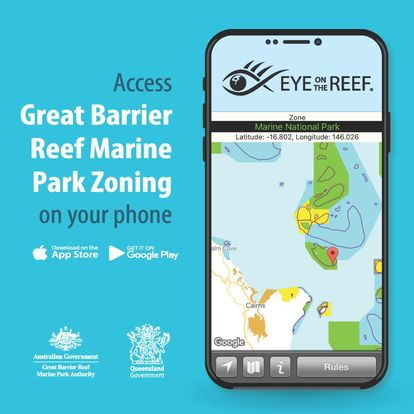 Access
Great Barrier
Reef Marine
Park Zoning
on your phone
Download on the
App Store
GET IT ON
Google Play
Australian Government
Great Barrier Reef
Marine Park Authority
Queensland
Government
EYE ON THE REEF®
Zone
Marine National Park
Latitude: -16.802, Longitude: 146.026
Palm Cove
Cairns
Google
i
Rules